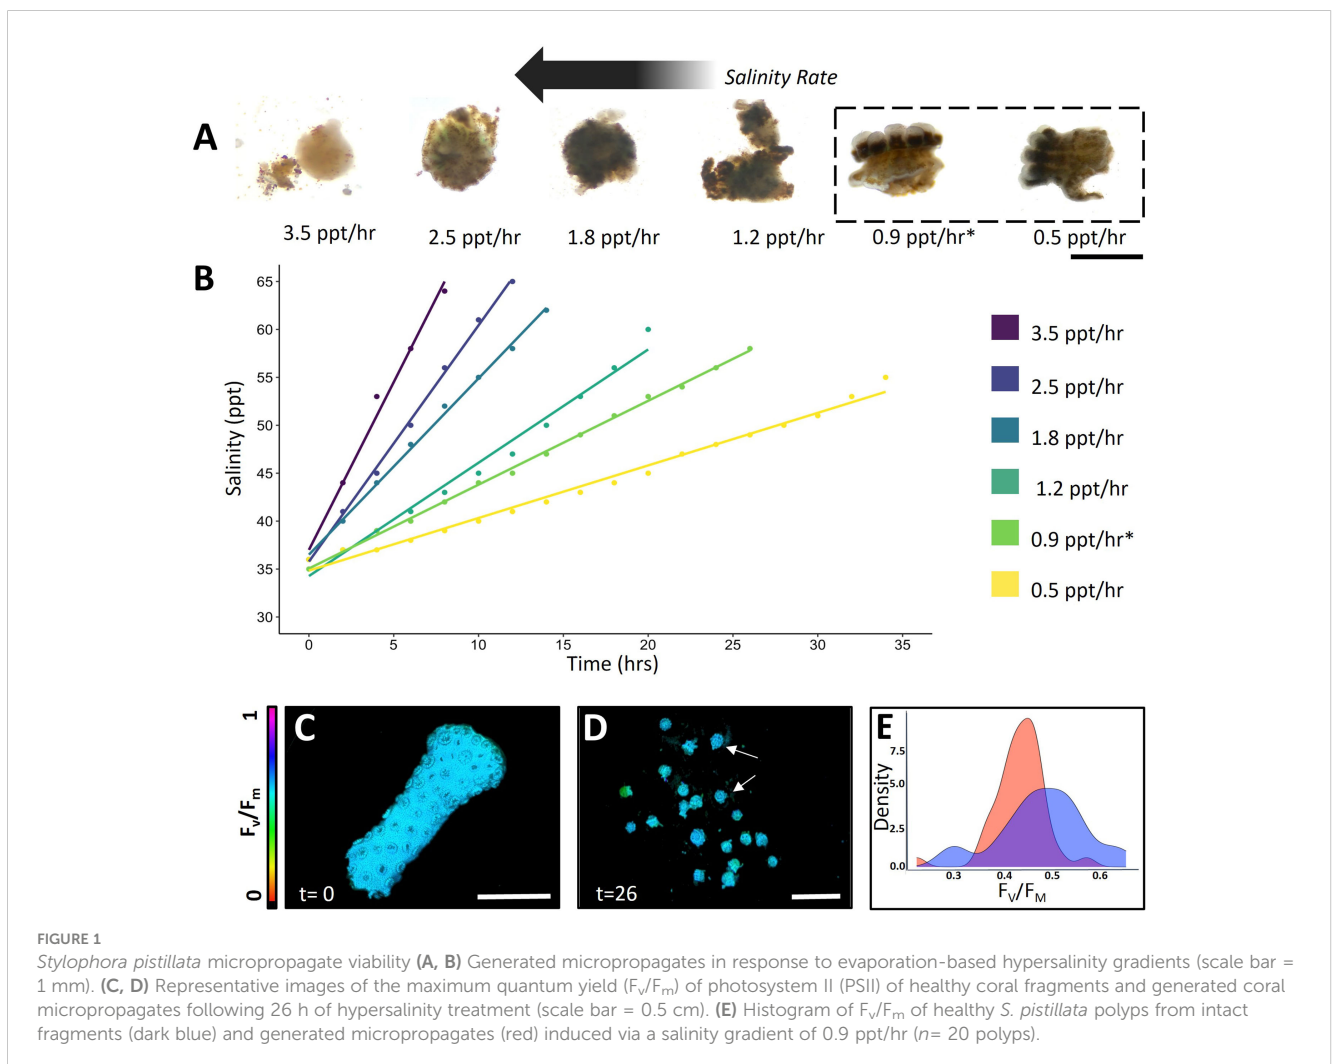 Salinity Rate
A
3.5 ppt/hr
2.5 ppt/hr
1.8 ppt/hr
1.2 ppt/hr
0.9 ppt/hr*
0.5 ppt/hr
B
65
60
55
50
45
40
35
30
Salinity (ppt)
0
5
10
15
20
25
30
35
Time (hrs)
3.5 ppt/hr
2.5 ppt/hr
1.8 ppt/hr
1.2 ppt/hr
0.9 ppt/hr*
0.5 ppt/hr
1
Fv/Fm
0
C
t= 0
D
t=26
E
7.5
5.0
2.5
0.0
Density
0.3
0.4
0.5
0.6
FV/FM
FIGURE 1
Stylophora pistillata micropropagate viability (A, B) Generated micropropagates in response to evaporation-based hypersalinity gradients (scale bar =
1 mm). (C, D) Representative images of the maximum quantum yield (Fv/Fm) of photosystem II (PSII) of healthy coral fragments and generated coral
micropropagates following 26 h of hypersalinity treatment (scale bar = 0.5 cm). (E) Histogram of Fv/Fm of healthy S. pistillata polyps from intact
fragments (dark blue) and generated micropropagates (red) induced via a salinity gradient of 0.9 ppt/hr (n= 20 polyps).